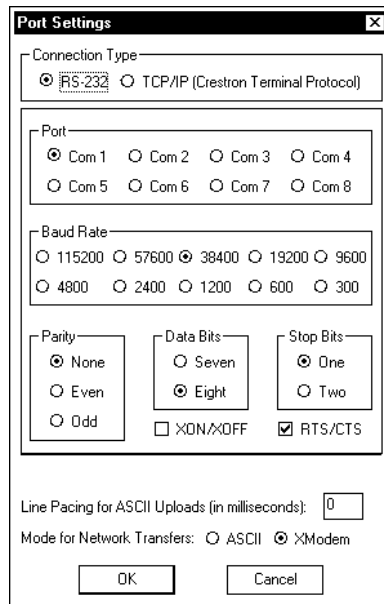 Port Settings
Connection Type
RS-232 TCP/IP (Crestron Terminal Protocol)
Port
Com 1 Com 2 Com 3 Com 4
Com 5 Com 6 Com 7 Com 8
Baud Rate
115200 57600 38400 19200 9600
4800 2400 1200 600 300
Parity
None
Even
Odd
Data Bits
Seven
Eight
Stop Bits
One
Two
XON/XOFF RTS/CTS
Line Pacing for ASCII Uploads (in milliseconds): 0
Mode for Network Transfers: ASCII XModem
OK Cancel